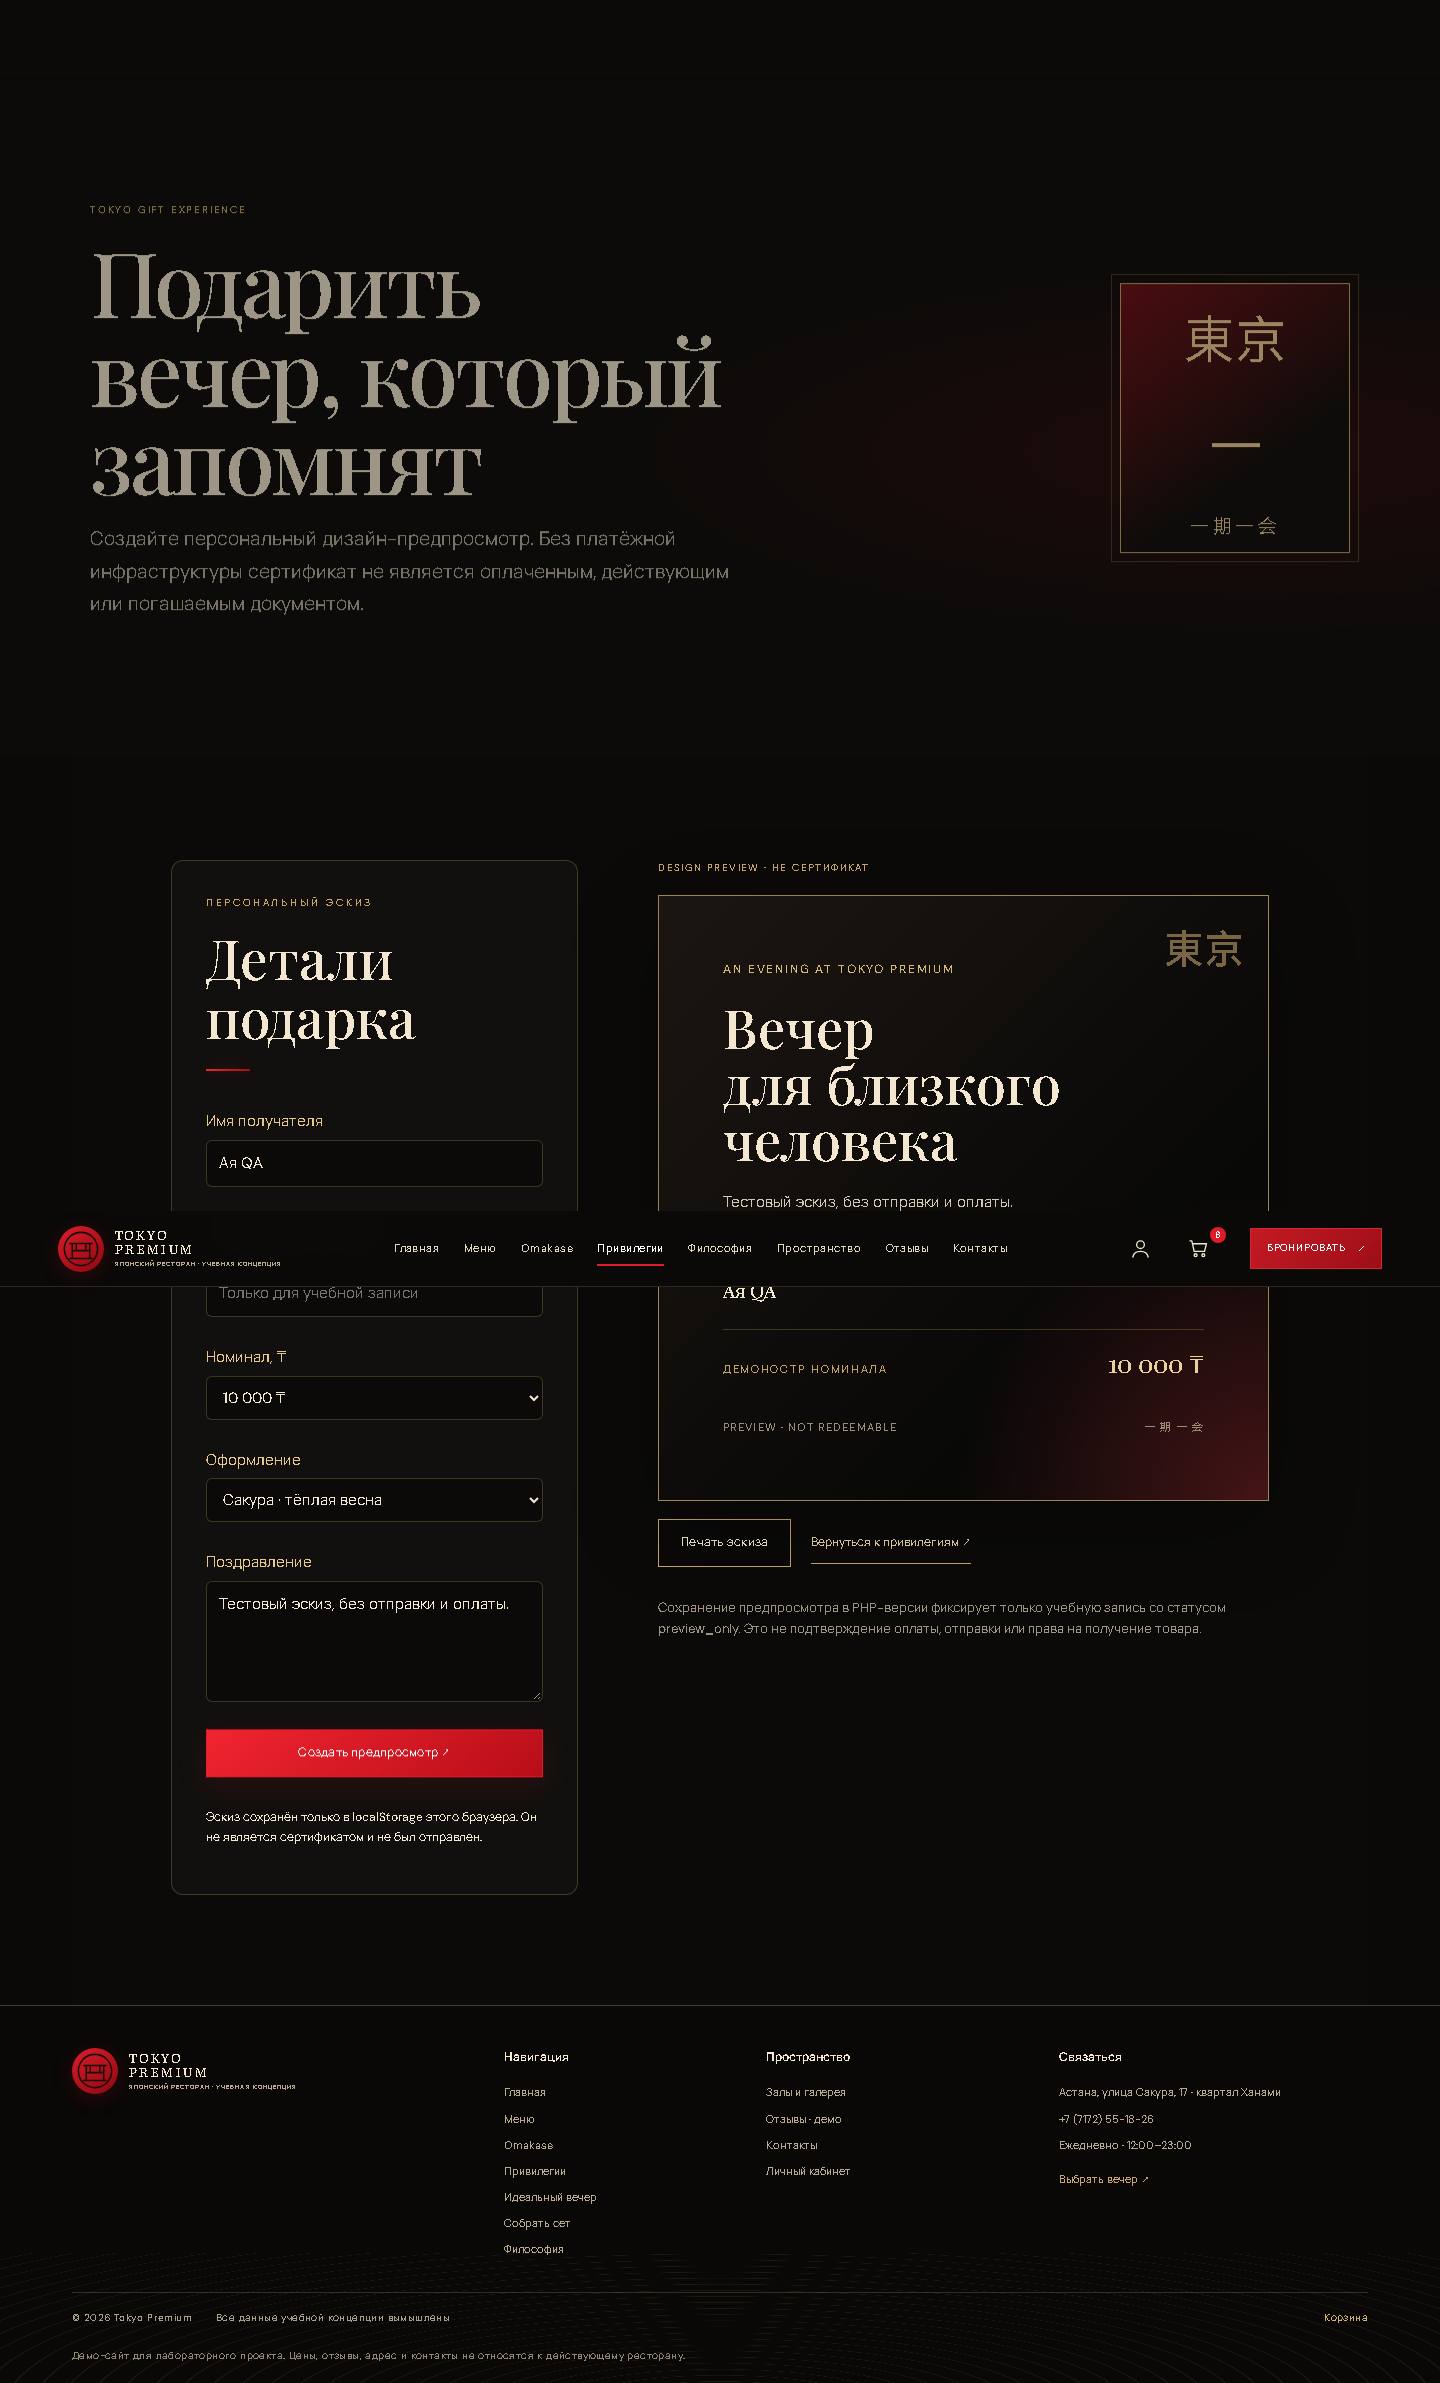 TOKYO GIFT EXPERIENCE
Подарить
вечер, который
запомнят
Создайте персональный дизайн-предпросмотр. Без платёжной
инфраструктуры сертификат не является оплаченным, действующим
или погашаемым документом.
東京
一
一期一会
ПЕРСОНАЛЬНЫЙ ЭСКИЗ
Детали
подарка
Имя получателя
Ая QA
DESIGN PREVIEW · НЕ СЕРТИФИКАТ
東京
AN EVENING AT TOKYO PREMIUM
Вечер
для близкого
человека
Тестовый эскиз, без отправки и оплаты.
TOKYO
PREMIUM
ЯПОНСКИЙ РЕСТОРАН · УЧЕБНАЯ КОНЦЕПЦИЯ
Главная Меню Omakase Привилегии Философия Пространство Отзывы Контакты
8
БРОНИРОВАТЬ ↗
Только для учебной записи
Номинал, ₸
10 000 ₸
Оформление
Сакура · тёплая весна
Поздравление
Тестовый эскиз, без отправки и оплаты.
Создать предпросмотр ↗
Эскиз сохранён только в localStorage этого браузера. Он
не является сертификатом и не был отправлен.
Ая QA
ДЕМОНОСТР НОМИНАЛА 10 000 ₸
PREVIEW · NOT REDEEMABLE 一期一会
Печать эскиза Вернуться к привилегиям ↗
Сохранение предпросмотра в PHP-версии фиксирует только учебную запись со статусом
preview_only. Это не подтверждение оплаты, отправки или права на получение товара.
TOKYO
PREMIUM
ЯПОНСКИЙ РЕСТОРАН · УЧЕБНАЯ КОНЦЕПЦИЯ
Навигация
Главная
Меню
Omakase
Привилегии
Идеальный вечер
Собрать сет
Философия
Пространство
Залы и галерея
Отзывы · демо
Контакты
Личный кабинет
Связаться
Астана, улица Сакура, 17 · квартал Ханами
+7 (7172) 55-18-26
Ежедневно · 12:00–23:00
Выбрать вечер ↗
© 2026 Tokyo Premium Все данные учебной концепции вымышлены Корзина
Демо-сайт для лабораторного проекта. Цены, отзывы, адрес и контакты не относятся к действующему ресторану.